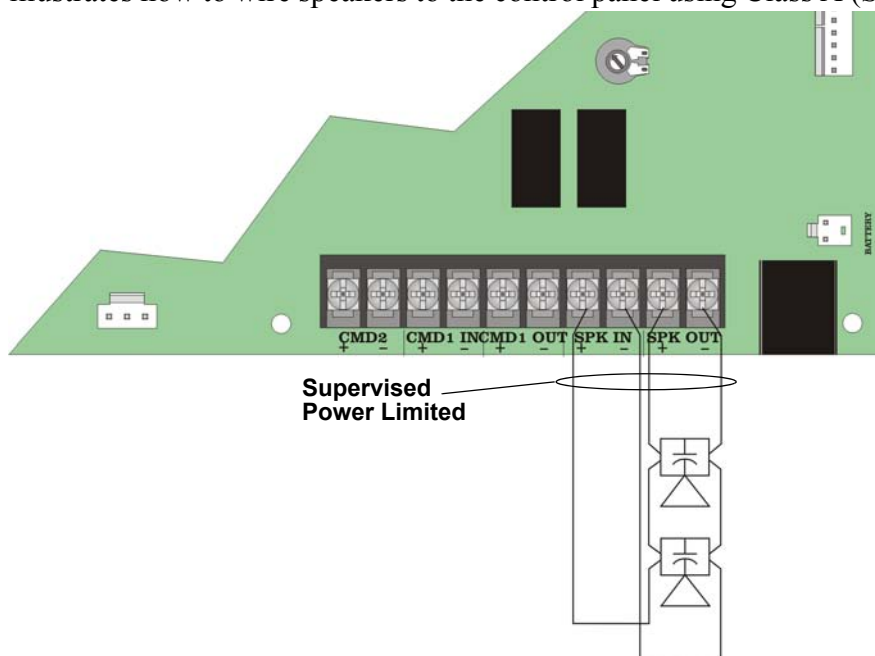 illustrates how to wire speakers to the control panel using Class A (S
BATTERY
CMD2 CMD1 IN CMD1 OUT SPK IN SPK OUT
+ - + - + - + - + -
Supervised
Power Limited